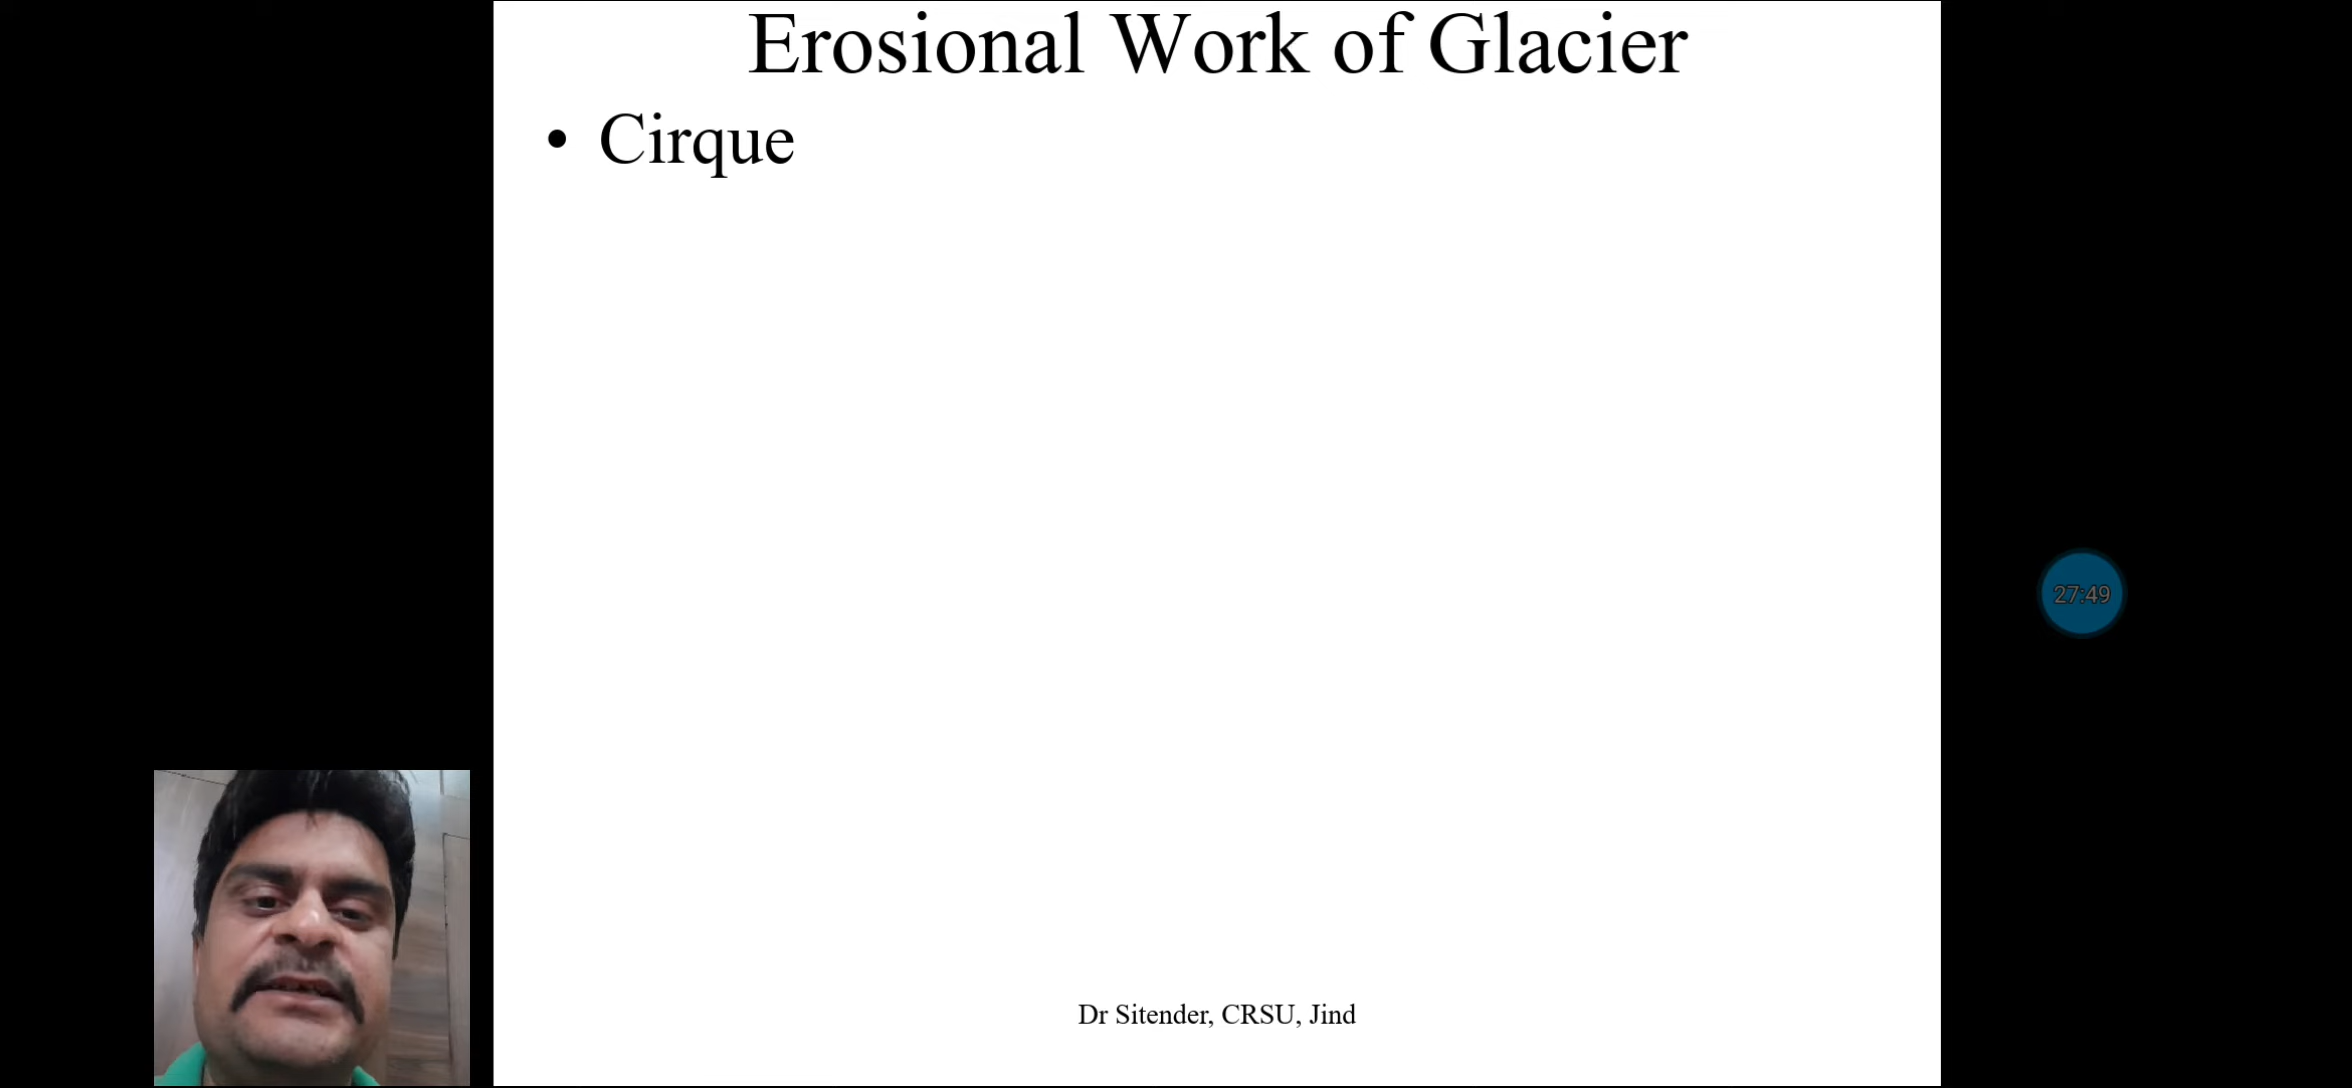 Erosional Work of Glacier
• Cirque
27:49
Dr Sitender, CRSU, Jind